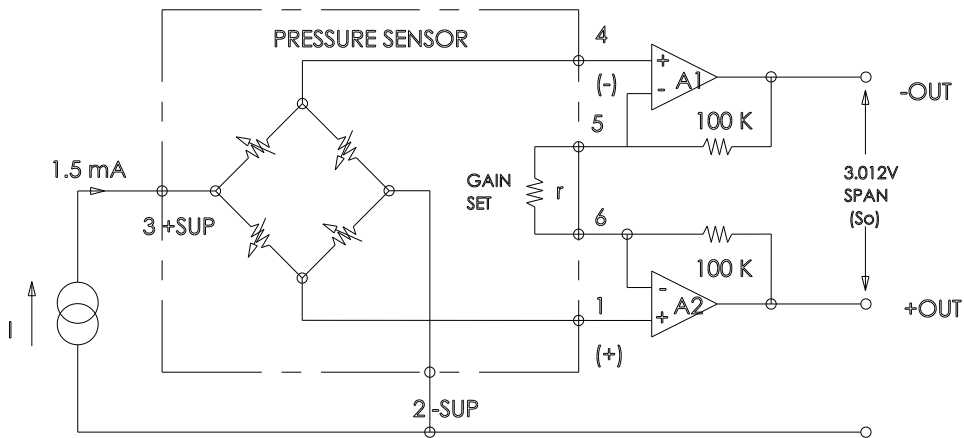 PRESSURE SENSOR
4
+
A1
-
(-)
-OUT
100 K
5
1.5 mA
GAIN
SET
r
3.012V
SPAN
(So)
3 +SUP
6
100 K
-
A2
+
1
+OUT
I
(+)
2 -SUP